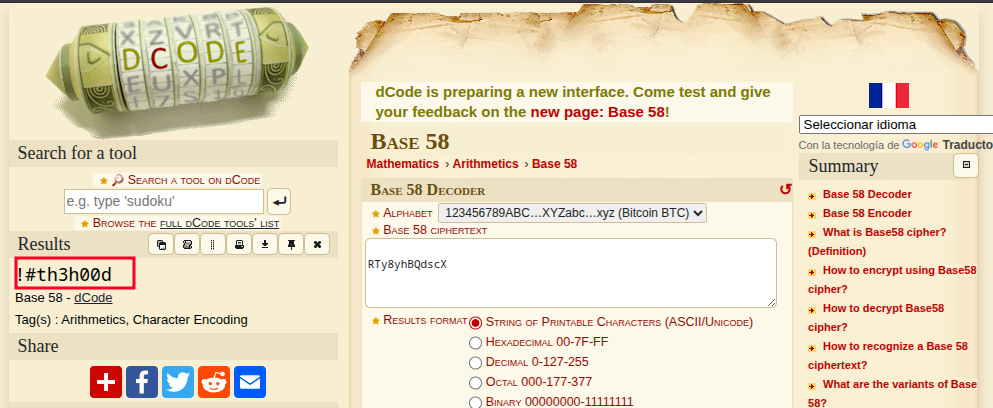 X Z V R T
D C O D E
E U X P L
Search for a tool
Search a tool on dCode
e.g. type 'sudoku'
Browse the full dCode tools' list
Results
!#th3h00d
Base 58 - dCode
Tag(s) : Arithmetics, Character Encoding
Share
dCode is preparing a new interface. Come test and give
your feedback on the new page: Base 58!
Base 58
Mathematics › Arithmetics › Base 58
Base 58 Decoder
Alphabet 123456789ABC...XYZabc...xyz (Bitcoin BTC)
Base 58 ciphertext
RTy8yhBQdscX
Results format String of Printable Characters (ASCII/Unicode)
Hexadecimal 00-7F-FF
Decimal 0-127-255
Octal 000-177-377
Binary 00000000-11111111
Seleccionar idioma
Con la tecnología de Google Traducto
Summary
Base 58 Decoder
Base 58 Encoder
What is Base58 cipher?
(Definition)
How to encrypt using Base58
cipher?
How to decrypt Base58
cipher?
How to recognize a Base 58
ciphertext?
What are the variants of Base
58?